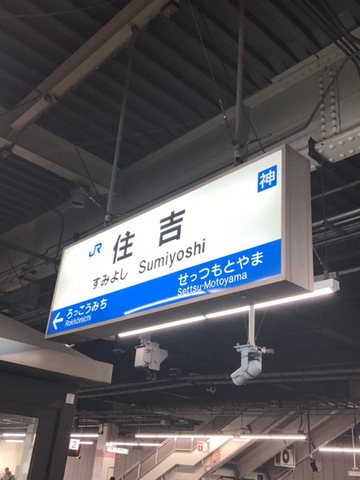 神
JR 住吉
すみよし Sumiyoshi
ろっこうみち せっつもとやま
Rokkōmichi Settsu-Motoyama
2